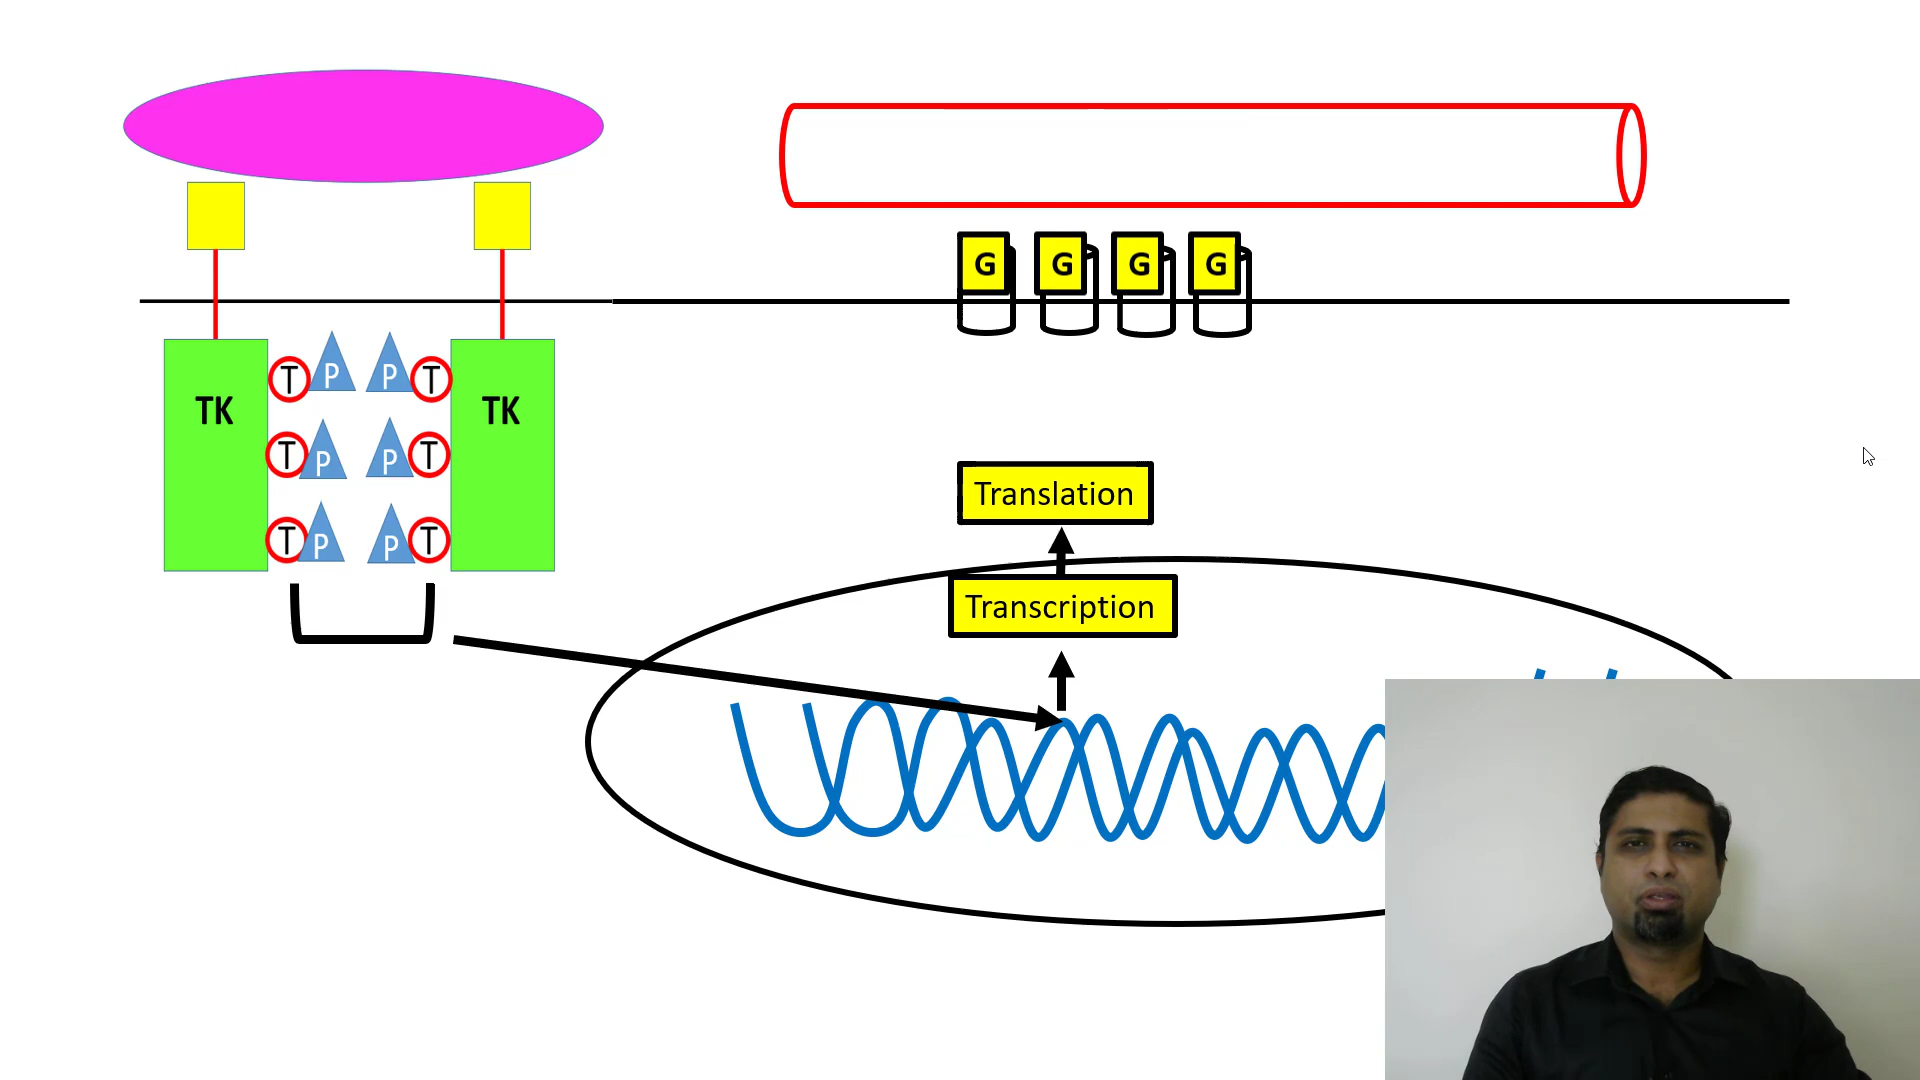 G G G G
T P P T
TK TK
T P P T
Translation
T P P T
Transcription